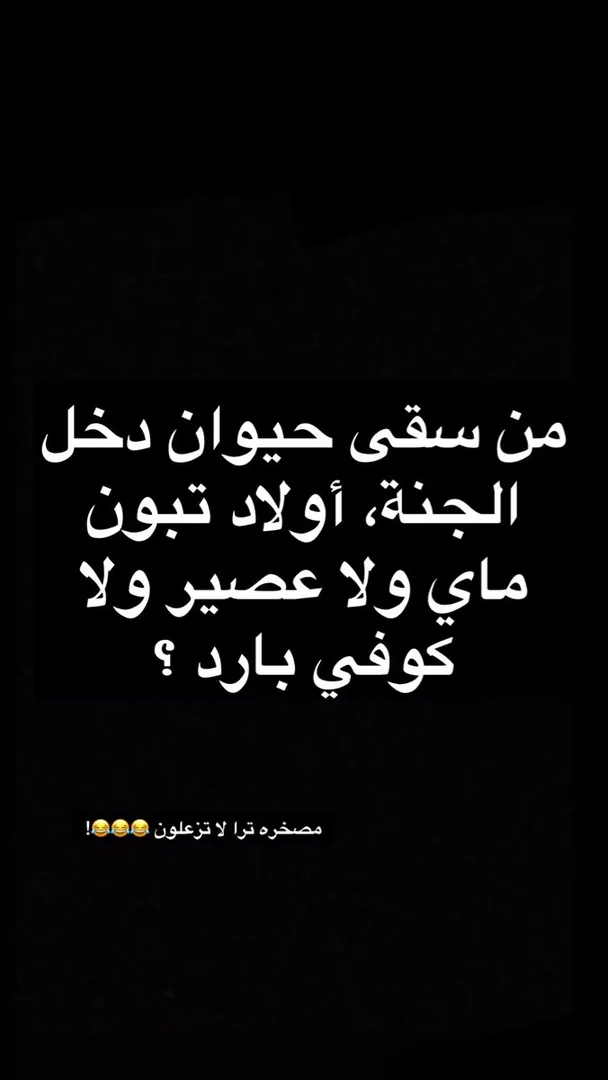 من سقى حيوان دخل
الجنة، أولاد تبون
ماي ولا عصير ولا
كوفي بارد ؟
مصخره ترا لا تزعلون 😂😂😂!